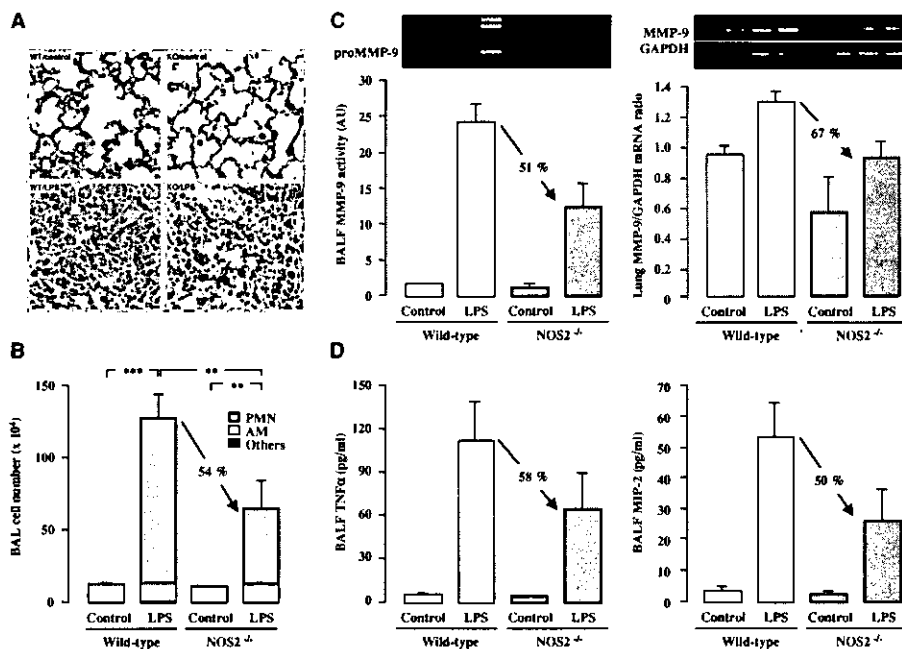 A
WT/control
KO/control
WT/LPS
KO/LPS
B
BAL cell number (x 10⁴)
150
100
50
0
***
**
**
PMN
AM
Others
54 %
Control LPS Control LPS
Wild-type NOS2 -/-
C
proMMP-9
BALF MMP-9 activity (AU)
30
25
20
15
10
5
0
51 %
Control LPS Control LPS
Wild-type NOS2 -/-
MMP-9
GAPDH
Lung MMP-9/GAPDH mRNA ratio
1.4
1.2
1.0
0.8
0.6
0.4
0.2
0.0
67 %
Control LPS Control LPS
Wild-type NOS2 -/-
D
BALF TNFα (pg/ml)
150
120
90
60
30
0
58 %
Control LPS Control LPS
Wild-type NOS2 -/-
BALF MIP-2 (pg/ml)
70
60
50
40
30
20
10
0
50 %
Control LPS Control LPS
Wild-type NOS2 -/-